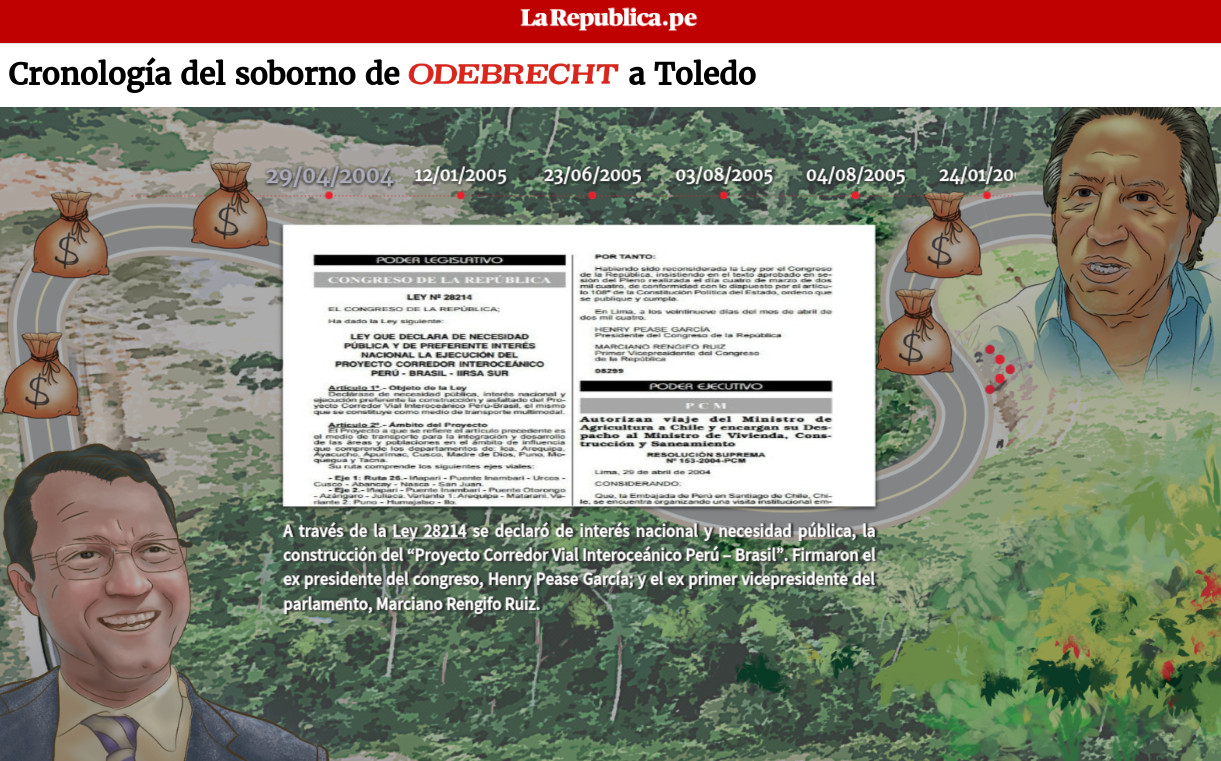 LaRepublica.pe
Cronología del soborno de ODEBRECHT a Toledo
29/04/2004 12/01/2005 23/06/2005 03/08/2005 04/08/2005 24/01/20
PODER LEGISLATIVO
CONGRESO DE LA REPÚBLICA
LEY Nº 28214
EL CONGRESO DE LA REPÚBLICA;
Ha dado la Ley siguiente:
LEY QUE DECLARA DE NECESIDAD
PÚBLICA Y DE PREFERENTE INTERÉS
NACIONAL LA EJECUCIÓN DEL
PROYECTO CORREDOR INTEROCEÁNICO
PERÚ - BRASIL - IIRSA SUR
Artículo 1º.- Objeto de la Ley
Declárase de necesidad pública, interés nacional y
ejecución preferente la construcción y asfaltado del Pro-
yecto Corredor Vial Interoceánico Perú-Brasil, el mismo
que se constituye como medio de transporte multimodal.
Artículo 2º.- Ámbito del Proyecto
El Proyecto a que se refiere el artículo precedente es
el medio de transporte para la integración y desarrollo
de las áreas y poblaciones en el ámbito de influencia
que comprende los departamentos de: Ica, Arequipa,
Ayacucho, Apurímac, Cusco, Madre de Dios, Puno, Mo-
quegua y Tacna.
Su ruta comprende los siguientes ejes viales:
- Eje 1: Ruta 26.- Iñapari - Puente Inambari - Urcos -
Cusco - Abancay - Nasca - San Juan.
- Eje 2.- Iñapari - Puente Inambari - Puente Otorongo
- Azángaro - Juliaca. Variante 1: Arequipa - Matarani. Va-
riante 2: Puno - Humajalso - Ilo.
POR TANTO:
Habiendo sido reconsiderada la Ley por el Congreso
de la República, insistiendo en el texto aprobado en se-
sión del Pleno realizada el día cuatro de marzo de dos
mil cuatro, de conformidad con lo dispuesto por el artícu-
lo 108º de la Constitución Política del Estado, ordeno que
se publique y cumpla.
En Lima, a los veintinueve días del mes de abril de
dos mil cuatro.
HENRY PEASE GARCÍA
Presidente del Congreso de la República
MARCIANO RENGIFO RUIZ
Primer Vicepresidente del Congreso
de la República
08299
PODER EJECUTIVO
P C M
Autorizan viaje del Ministro de
Agricultura a Chile y encargan su Des-
pacho al Ministro de Vivienda, Cons-
trucción y Saneamiento
RESOLUCIÓN SUPREMA
Nº 153-2004-PCM
Lima, 29 de abril de 2004
CONSIDERANDO:
Que, la Embajada de Perú en Santiago de Chile, Chi-
le, se encuentra organizando una visita institucional em-
A través de la Ley 28214 se declaró de interés nacional y necesidad pública, la
construcción del “Proyecto Corredor Vial Interoceánico Perú – Brasil”. Firmaron el
ex presidente del congreso, Henry Pease García; y el ex primer vicepresidente del
parlamento, Marciano Rengifo Ruiz.
$
$
$
$
$